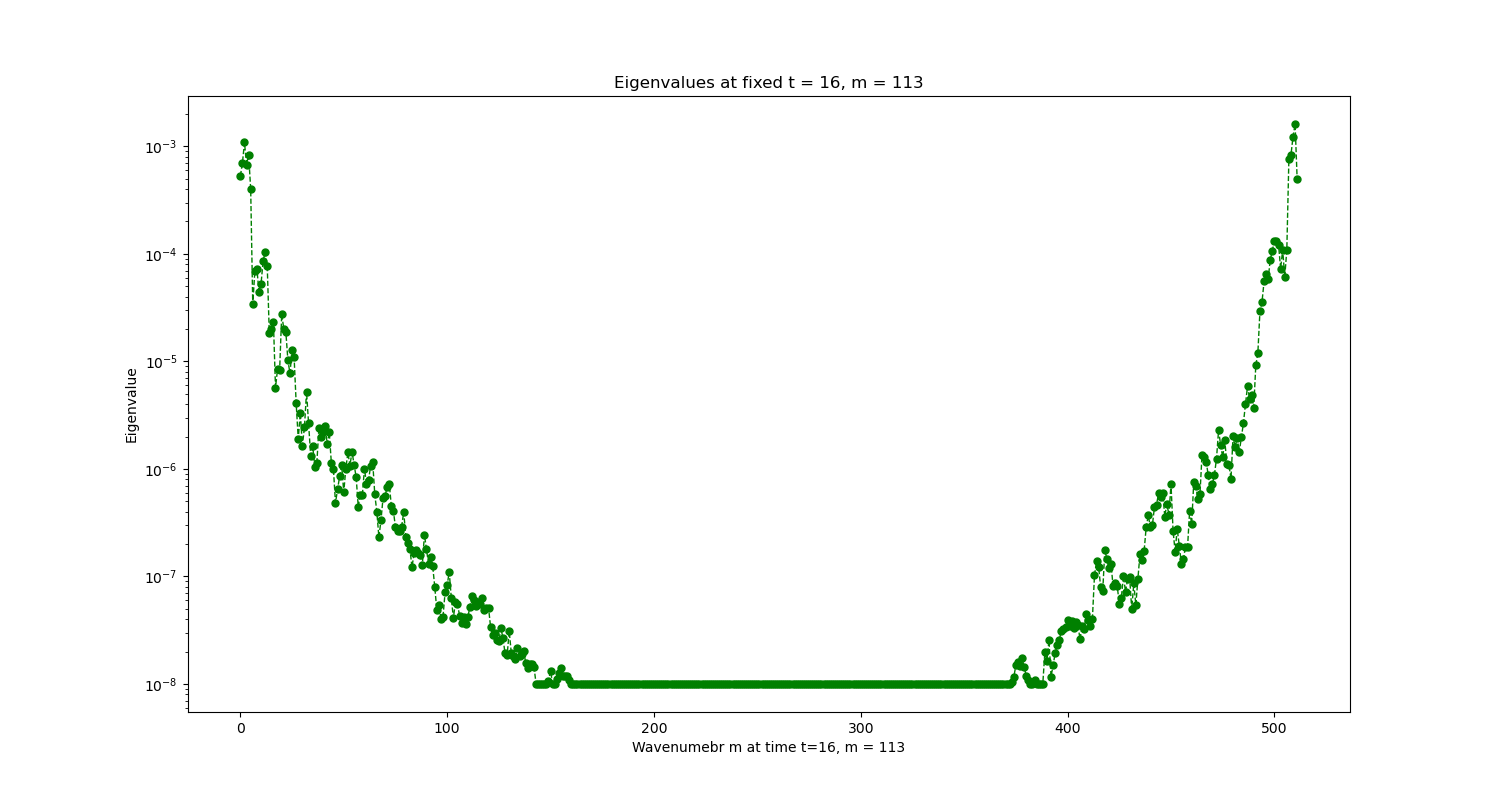 Eigenvalues at fixed t = 16, m = 113
Eigenvalue
10⁻³
10⁻⁴
10⁻⁵
10⁻⁶
10⁻⁷
10⁻⁸
0 100 200 300 400 500
Wavenumebr m at time t=16, m = 113